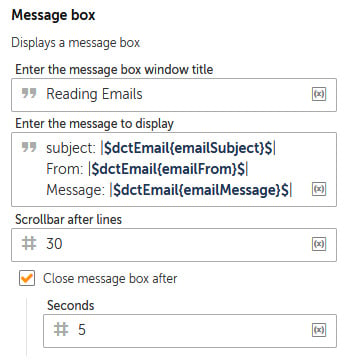 Message box
Displays a message box
Enter the message box window title
Reading Emails
(x)
Enter the message to display
subject: |$dctEmail{emailSubject}$|
From: |$dctEmail{emailFrom}$|
Message: |$dctEmail{emailMessage}$|
(x)
Scrollbar after lines
# 30
(x)
Close message box after
Seconds
# 5
(x)